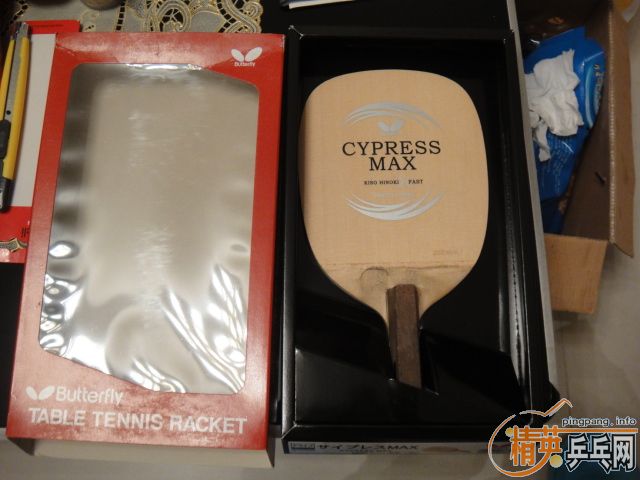 Butterfly
CYPRESS
MAX
KISO HINOKI FAST
Butterfly
TABLE TENNIS RACKET
サイプレスMAX
pingpang.info
精英乒乓网